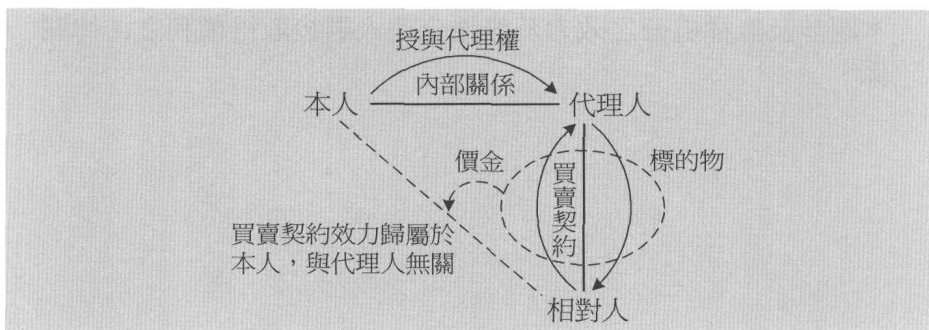 授與代理權
內部關係
本人
代理人
價金
標的物
買賣契約
買賣契約效力歸屬於
本人，與代理人無關
相對人